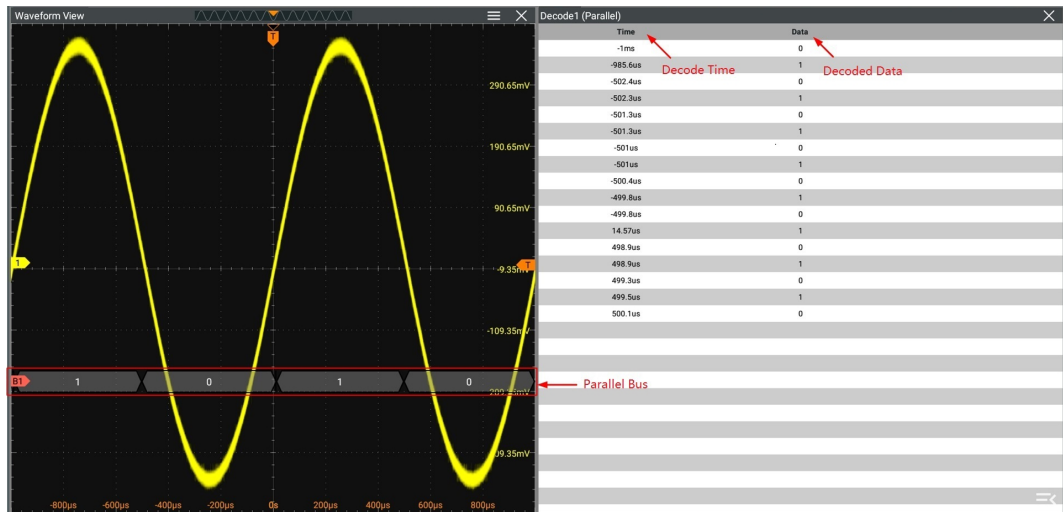 Waveform View
T
290.65mV
190.65mV
90.65mV
1
-9.35mV
T
-109.35mV
B1 1 0 1 0
-209.35mV
-800µs -600µs -400µs -200µs 0s 200µs 400µs 600µs 800µs
Decode1 (Parallel)
Time Data
-1ms 0
-985.6us 1
Decode Time Decoded Data
-502.4us 0
-502.3us 1
-501.3us 0
-501.3us 1
-501us 0
-501us 1
-500.4us 0
-499.8us 1
-499.8us 0
14.57us 1
498.9us 0
498.9us 1
499.3us 0
499.5us 1
500.1us 0
Parallel Bus